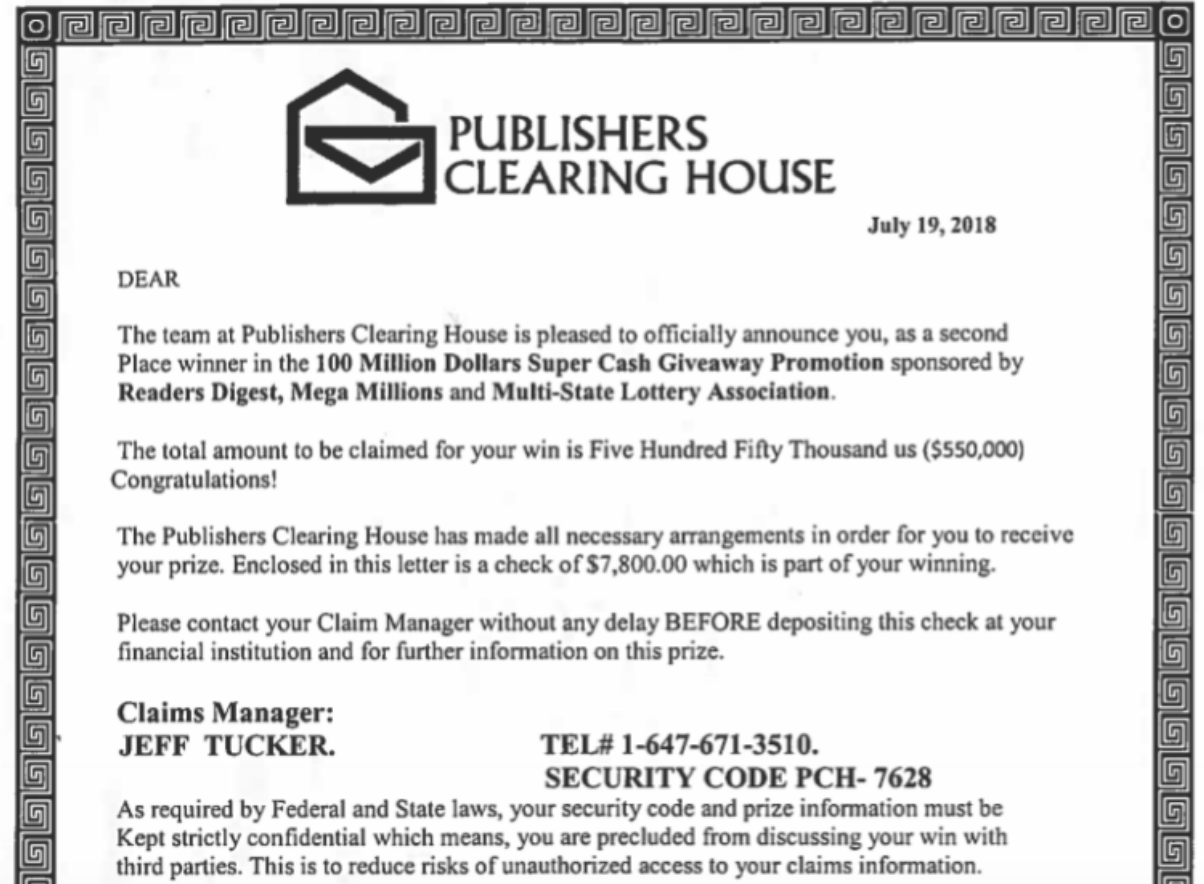 PUBLISHERS
CLEARING HOUSE
July 19, 2018
DEAR
The team at Publishers Clearing House is pleased to officially announce you, as a second
Place winner in the 100 Million Dollars Super Cash Giveaway Promotion sponsored by
Readers Digest, Mega Millions and Multi-State Lottery Association.
The total amount to be claimed for your win is Five Hundred Fifty Thousand us ($550,000)
Congratulations!
The Publishers Clearing House has made all necessary arrangements in order for you to receive
your prize. Enclosed in this letter is a check of $7,800.00 which is part of your winning.
Please contact your Claim Manager without any delay BEFORE depositing this check at your
financial institution and for further information on this prize.
Claims Manager:
JEFF TUCKER. TEL# 1-647-671-3510.
SECURITY CODE PCH- 7628
As required by Federal and State laws, your security code and prize information must be
Kept strictly confidential which means, you are precluded from discussing your win with
third parties. This is to reduce risks of unauthorized access to your claims information.